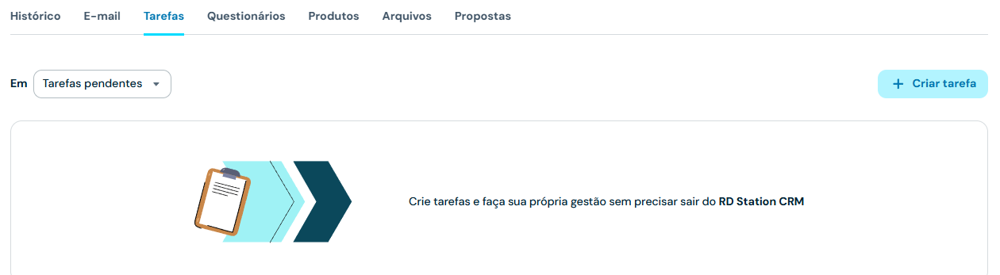 Histórico E-mail Tarefas Questionários Produtos Arquivos Propostas
Em Tarefas pendentes + Criar tarefa
Crie tarefas e faça sua própria gestão sem precisar sair do RD Station CRM